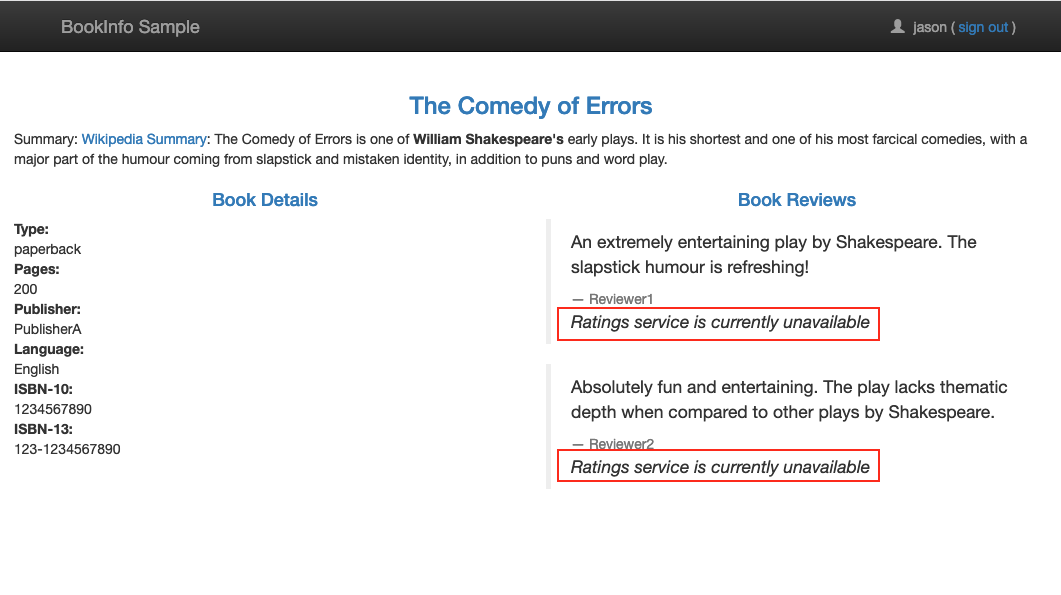 BookInfo Sample
jason ( sign out )
The Comedy of Errors
Summary: Wikipedia Summary: The Comedy of Errors is one of William Shakespeare's early plays. It is his shortest and one of his most farcical comedies, with a
major part of the humour coming from slapstick and mistaken identity, in addition to puns and word play.
Book Details
Type:
paperback
Pages:
200
Publisher:
PublisherA
Language:
English
ISBN-10:
1234567890
ISBN-13:
123-1234567890
Book Reviews
An extremely entertaining play by Shakespeare. The
slapstick humour is refreshing!
— Reviewer1
Ratings service is currently unavailable
Absolutely fun and entertaining. The play lacks thematic
depth when compared to other plays by Shakespeare.
— Reviewer2
Ratings service is currently unavailable